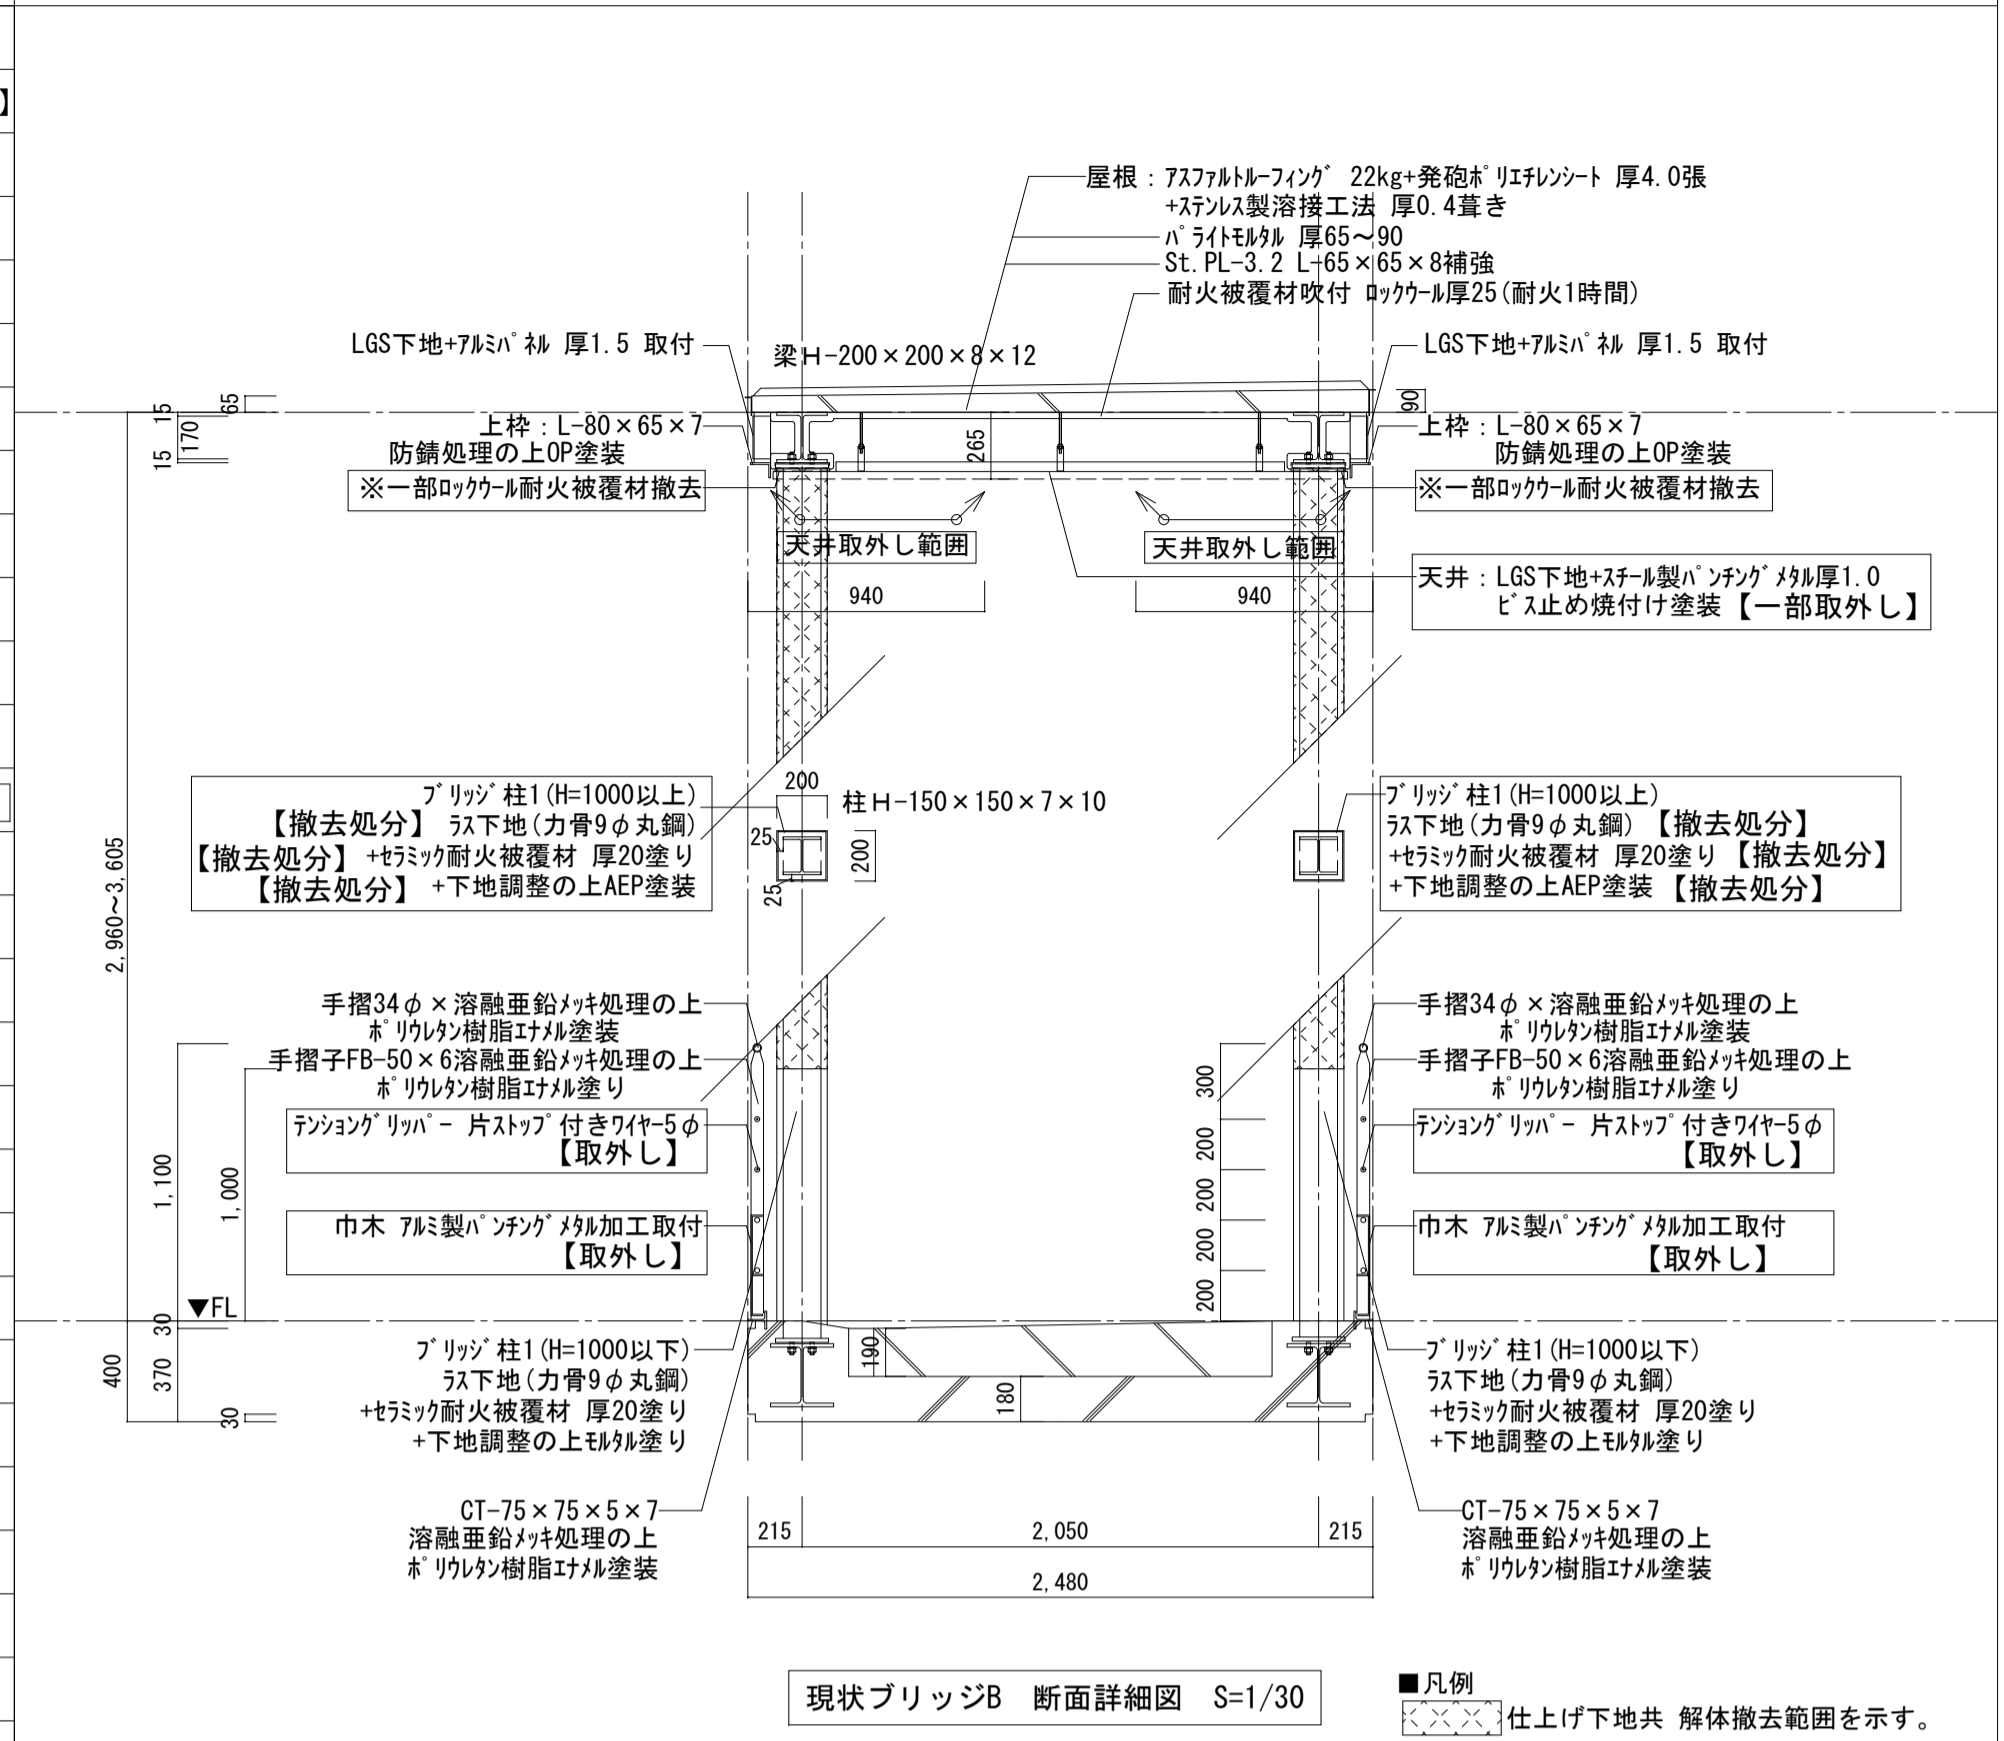 】
屋根：アスファルトルーフィング 22kg+発砲ポリエチレンシート 厚4.0張
+ステンレス製溶接工法 厚0.4葺き
パライトモルタル 厚65～90
St.PL-3.2 L-65×65×8補強
耐火被覆材吹付 ロックウール厚25(耐火1時間)
LGS下地+アルミパネル 厚1.5 取付
梁H-200×200×8×12
LGS下地+アルミパネル 厚1.5 取付
15
65
170
15
90
265
上枠：L-80×65×7
防錆処理の上OP塗装
※一部ロックウール耐火被覆材撤去
上枠：L-80×65×7
防錆処理の上OP塗装
※一部ロックウール耐火被覆材撤去
天井取外し範囲
天井取外し範囲
940
940
天井：LGS下地+スチール製パンチングメタル厚1.0
ビス止め焼付け塗装【一部取外し】
2,960～3,605
ブリッジ柱1(H=1000以上)
【撤去処分】 ラス下地(力骨9φ丸鋼)
【撤去処分】+セラミック耐火被覆材 厚20塗り
【撤去処分】 +下地調整の上AEP塗装
200
柱H-150×150×7×10
25
200
25
ブリッジ柱1(H=1000以上)
ラス下地(力骨9φ丸鋼)【撤去処分】
+セラミック耐火被覆材 厚20塗り【撤去処分】
+下地調整の上AEP塗装【撤去処分】
手摺34φ×溶融亜鉛メッキ処理の上
ポリウレタン樹脂エナメル塗装
手摺子FB-50×6溶融亜鉛メッキ処理の上
ポリウレタン樹脂エナメル塗り
テンショングリッパー 片ストップ付きワイヤー5φ
【取外し】
巾木 アルミ製パンチングメタル加工取付
【取外し】
手摺34φ×溶融亜鉛メッキ処理の上
ポリウレタン樹脂エナメル塗装
手摺子FB-50×6溶融亜鉛メッキ処理の上
ポリウレタン樹脂エナメル塗り
テンショングリッパー 片ストップ付きワイヤー5φ
【取外し】
巾木 アルミ製パンチングメタル加工取付
【取外し】
1,100
1,000
300
200
200
200
200
▼FL
30
400
370
30
190
180
ブリッジ柱1(H=1000以下)
ラス下地(力骨9φ丸鋼)
+セラミック耐火被覆材 厚20塗り
+下地調整の上モルタル塗り
ブリッジ柱1(H=1000以下)
ラス下地(力骨9φ丸鋼)
+セラミック耐火被覆材 厚20塗り
+下地調整の上モルタル塗り
CT-75×75×5×7
溶融亜鉛メッキ処理の上
ポリウレタン樹脂エナメル塗装
CT-75×75×5×7
溶融亜鉛メッキ処理の上
ポリウレタン樹脂エナメル塗装
215
2,050
215
2,480
現状ブリッジB 断面詳細図 S=1/30
■凡例
仕上げ下地共 解体撤去範囲を示す。